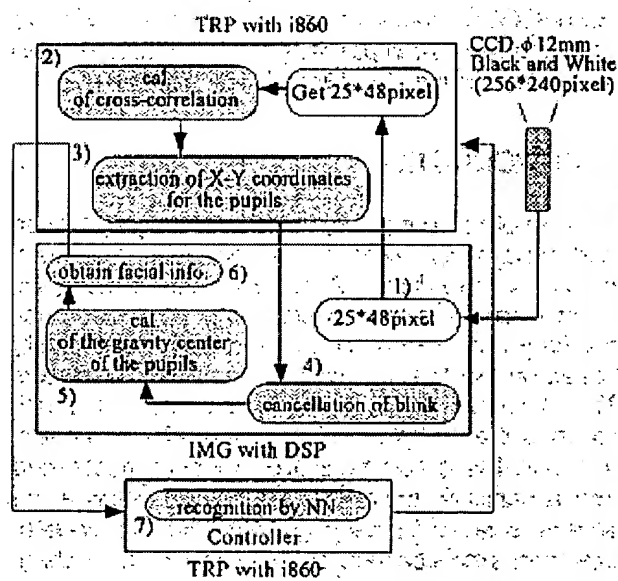 TRP with i860
CCD φ12mm
Black and White
(256*240pixel)
2)
cal.
of cross-correlation
Get 25*48pixel
3)
extraction of X-Y coordinates
for the pupils
obtain facial info.
6)
1)
25*48pixel
cal.
of the gravity center
of the pupils
5)
4)
cancellation of blink
IMG with DSP
7)
recognition by NN
Controller
TRP with i860